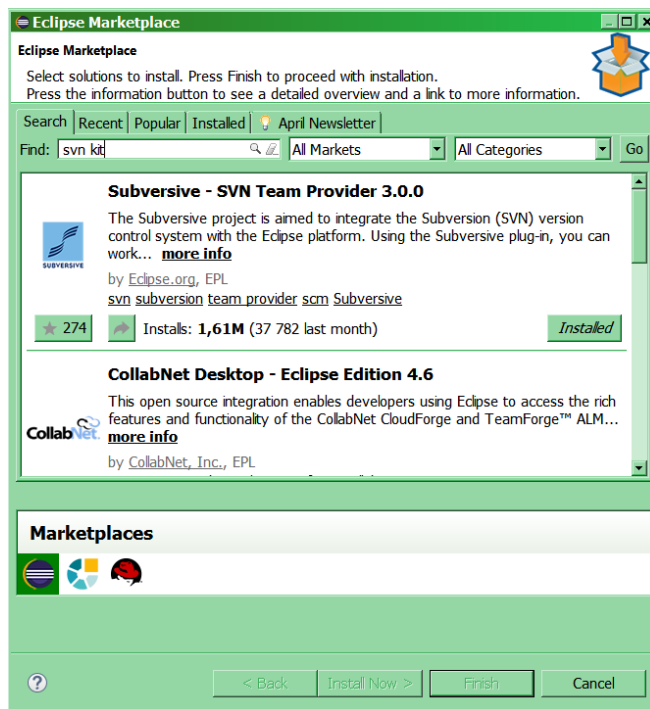 Eclipse Marketplace
Eclipse Marketplace
Select solutions to install. Press Finish to proceed with installation.
Press the information button to see a detailed overview and a link to more information.
Search Recent Popular Installed April Newsletter
Find: svn kit All Markets All Categories Go
Subversive - SVN Team Provider 3.0.0
The Subversive project is aimed to integrate the Subversion (SVN) version
control system with the Eclipse platform. Using the Subversive plug-in, you can
work... more info
SUBVERSIVE
by Eclipse.org, EPL
svn subversion team provider scm Subversive
274 Installs: 1,61M (37 782 last month) Installed
CollabNet Desktop - Eclipse Edition 4.6
This open source integration enables developers using Eclipse to access the rich
features and functionality of the CollabNet CloudForge and TeamForge™ ALM...
CollabNet. more info
by CollabNet, Inc., EPL
Marketplaces
? < Back Install Now > Finish Cancel